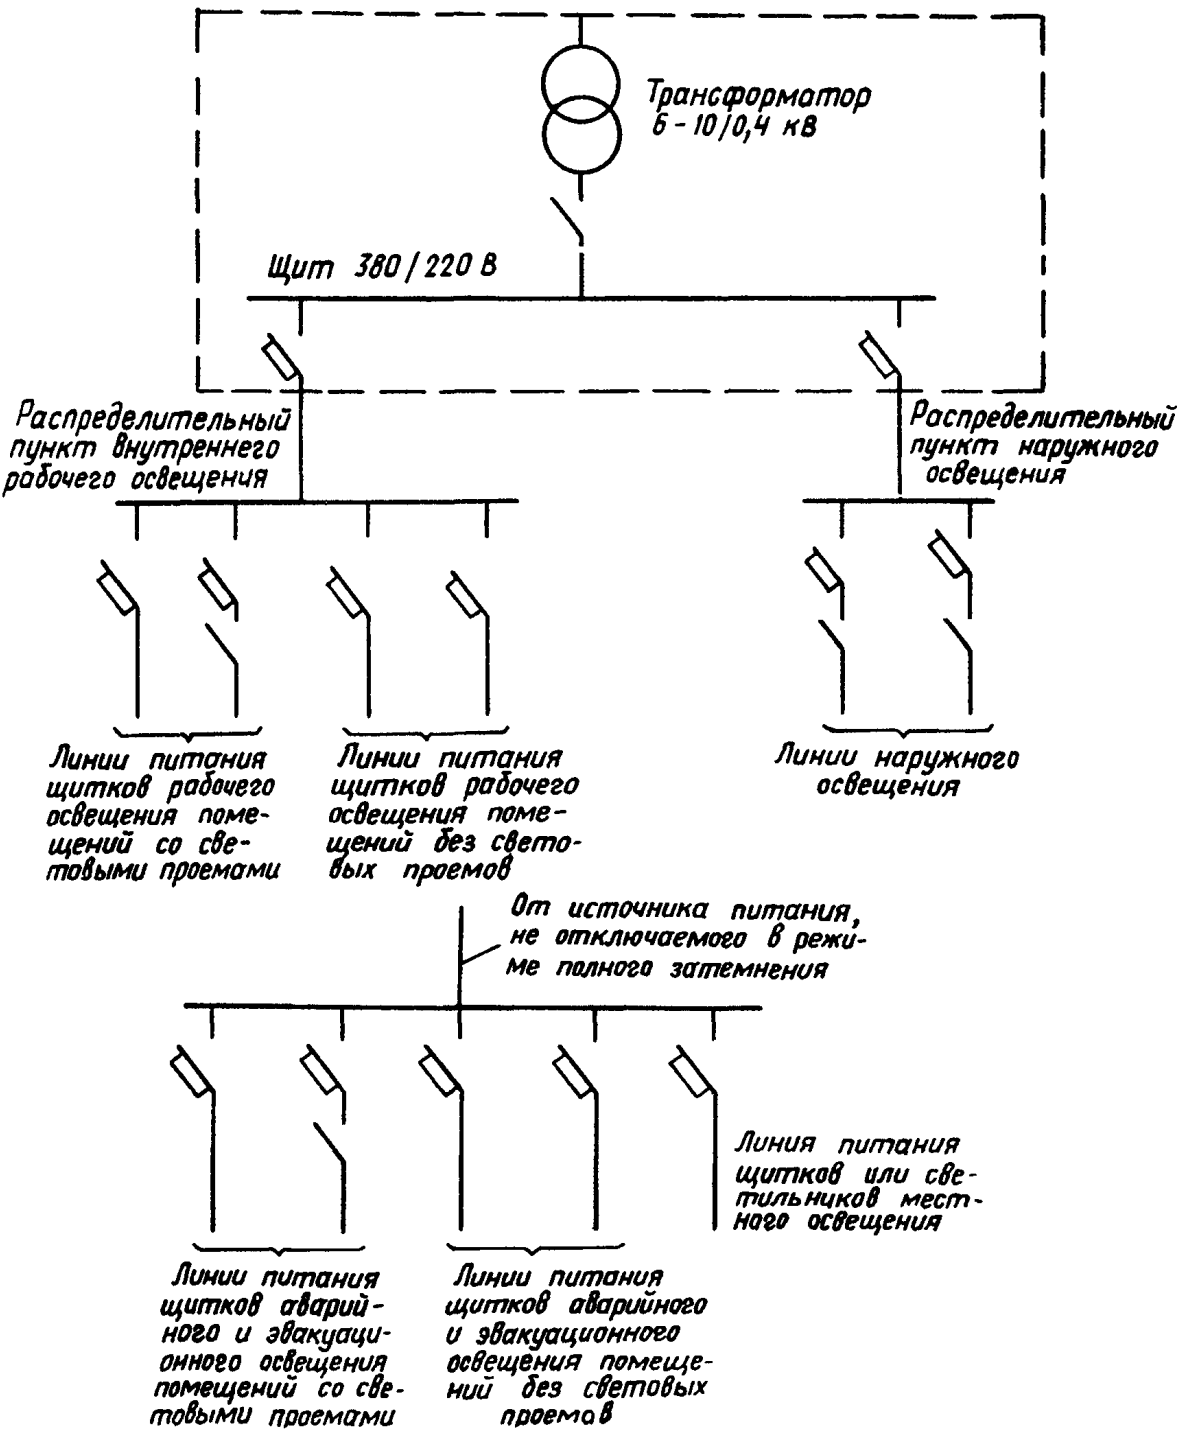 Трансформатор
6-10/0,4 кВ
Щит 380/220 В
Распределительный
пункт внутреннего
рабочего освещения
Распределительный
пункт наружного
освещения
Линии питания
щитков рабочего
освещения поме-
щений со све-
товыми проемами
Линии питания
щитков рабочего
освещения поме-
щений без свето-
вых проемов
Линии наружного
освещения
От источника питания,
не отключаемого в режи-
ме полного затемнения
Линия питания
щитков или све-
тильников мест-
ного освещения
Линии питания
щитков аварий-
ного и эвакуаци-
онного освещения
помещений со све-
товыми проемами
Линии питания
щитков аварийного
и эвакуационного
освещения помеще-
ний без световых
проемов